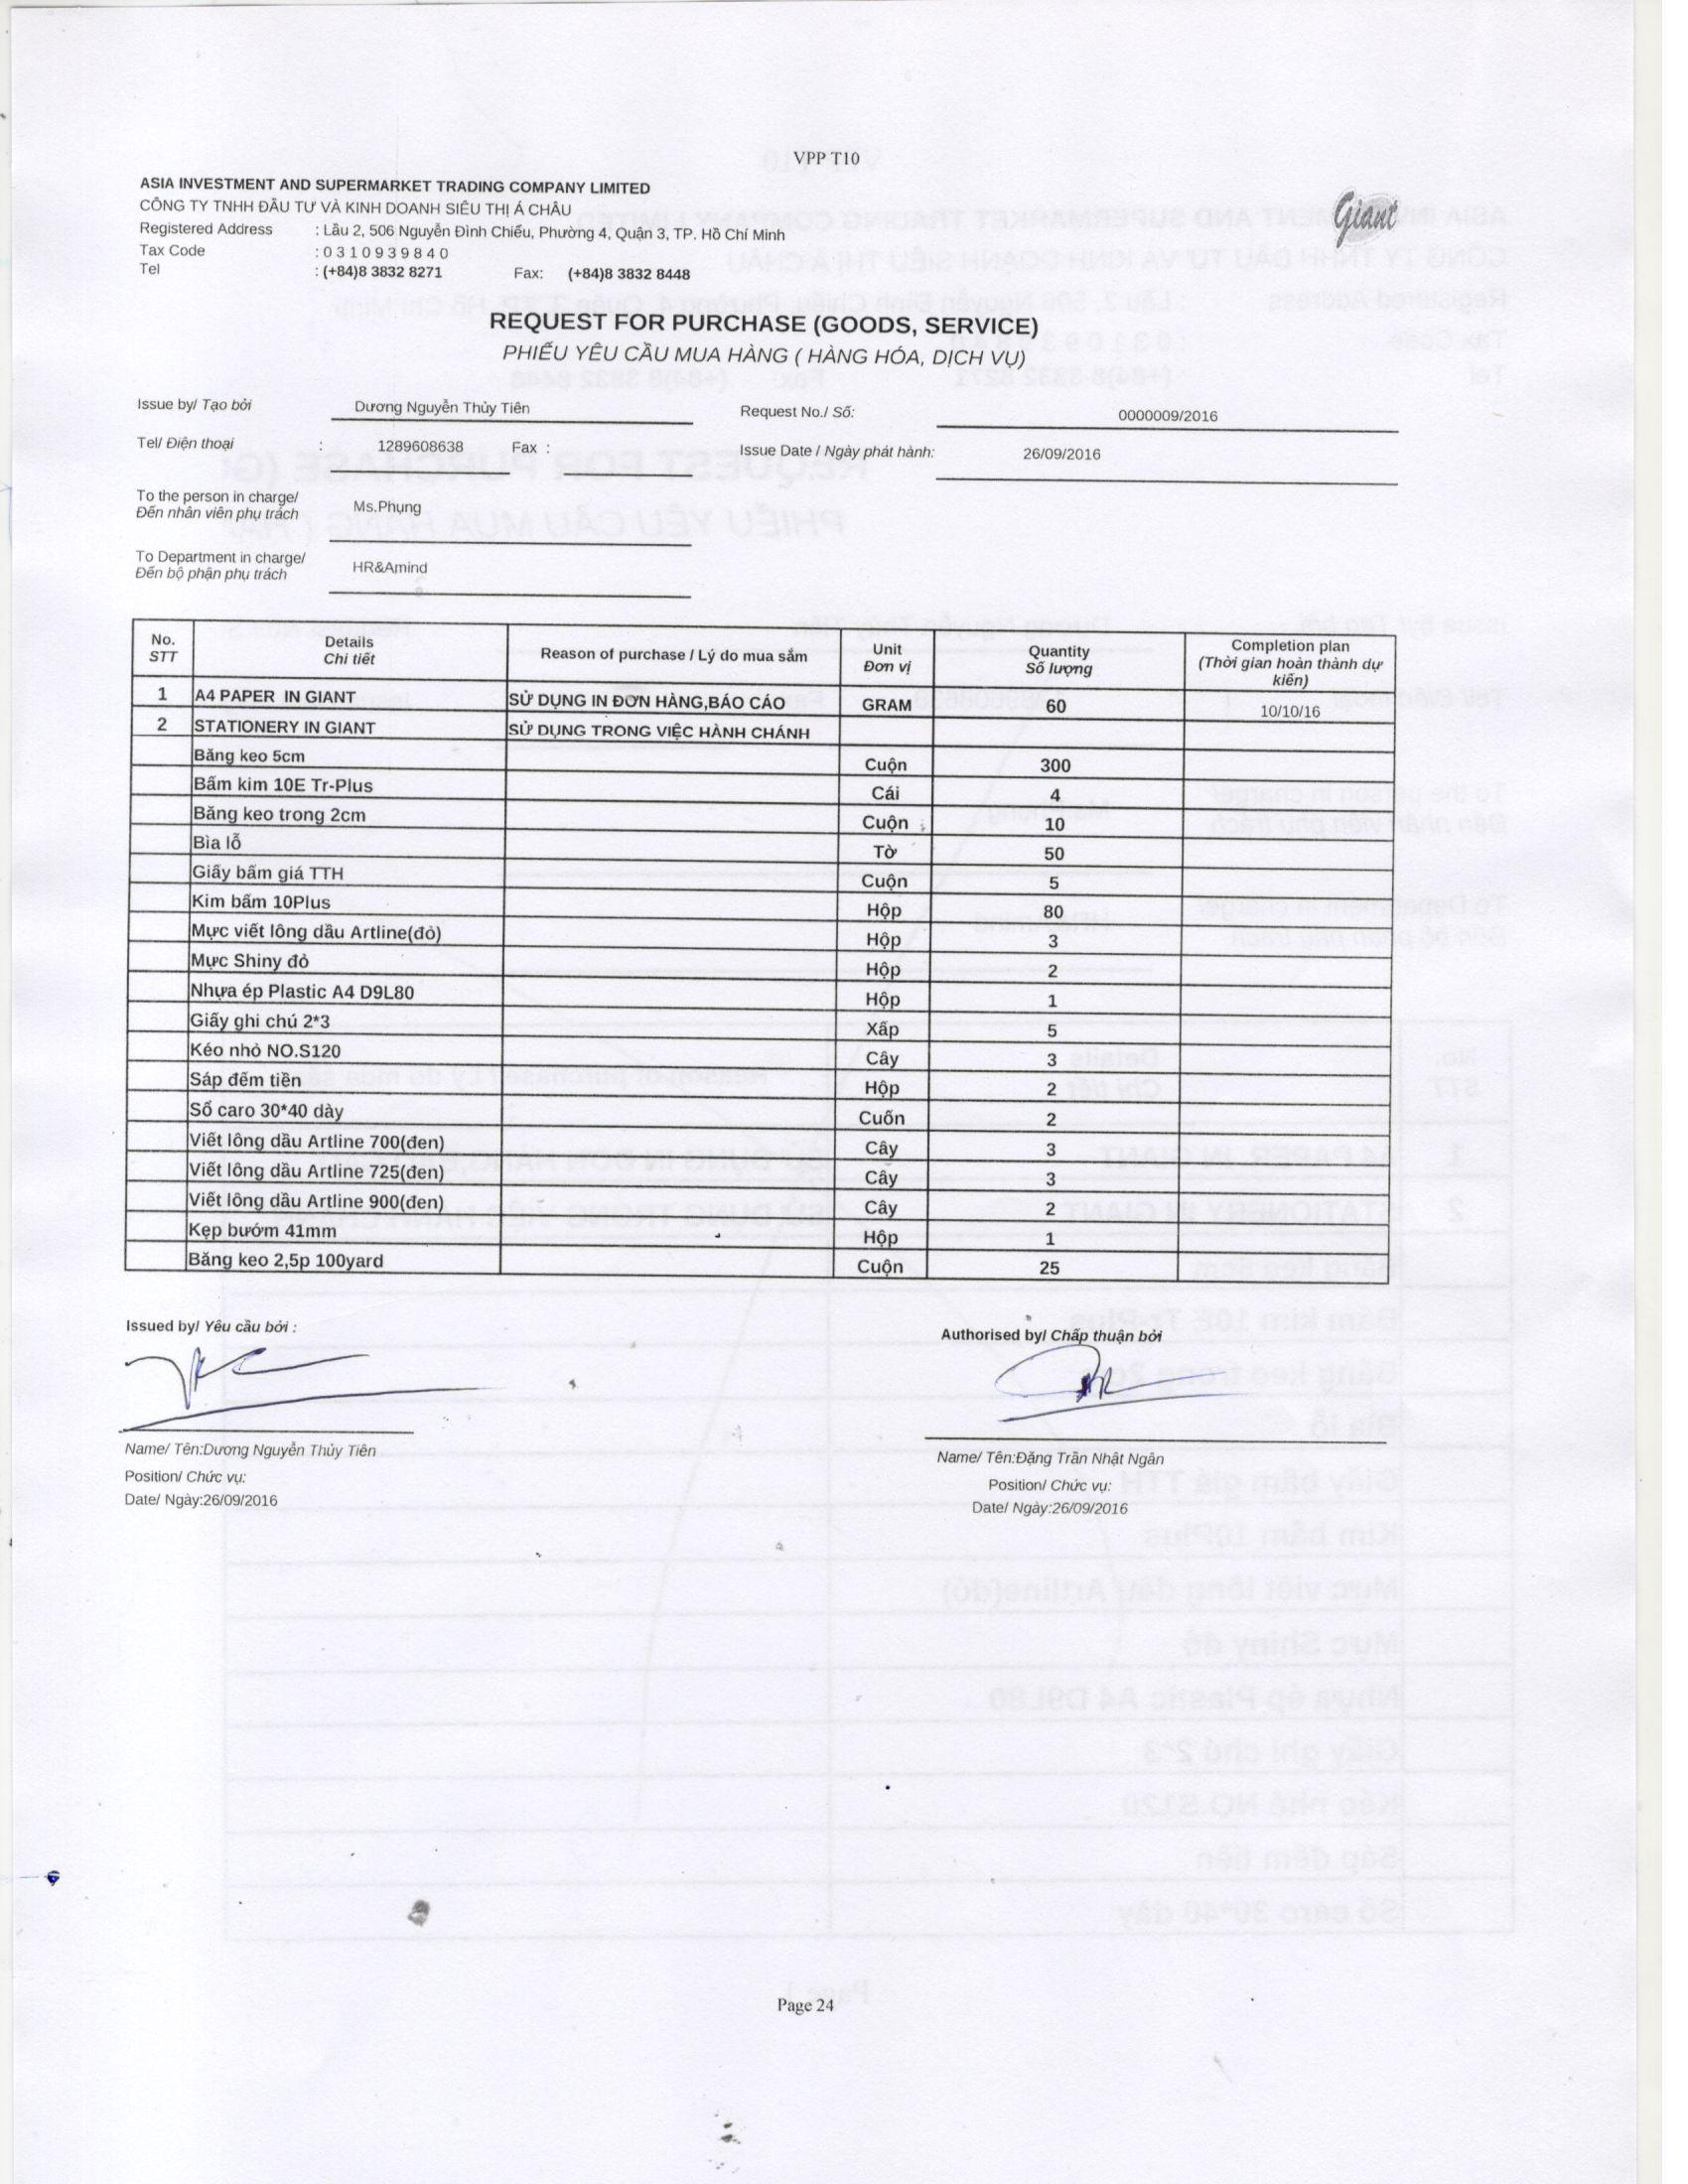 VPP T10
ASIA INVESTMENT AND SUPERMARKET TRADING COMPANY LIMITED
CÔNG TY TNHH ĐẦU TƯ VÀ KINH DOANH SIÊU THỊ Á CHÂU
Giant
Registered Address : Lầu 2, 506 Nguyễn Đình Chiểu, Phường 4, Quận 3, TP. Hồ Chí Minh
Tax Code : 0 3 1 0 9 3 9 8 4 0
Tel : (+84)8 3832 8271 Fax: (+84)8 3832 8448
REQUEST FOR PURCHASE (GOODS, SERVICE)
PHIẾU YÊU CẦU MUA HÀNG ( HÀNG HÓA, DỊCH VỤ)
Issue by/ Tạo bởi Dương Nguyễn Thủy Tiên Request No./ Số: 0000009/2016
Tel/ Điện thoại : 1289608638 Fax : Issue Date / Ngày phát hành: 26/09/2016
To the person in charge/
Đến nhân viên phụ trách Ms.Phụng
To Department in charge/
Đến bộ phận phụ trách HR&Amind
No. Details Reason of purchase / Lý do mua sắm Unit Quantity Completion plan
STT Chi tiết Đơn vị Số lượng (Thời gian hoàn thành dự
kiến)
1 A4 PAPER IN GIANT SỬ DỤNG IN ĐƠN HÀNG,BÁO CÁO GRAM 60 10/10/16
2 STATIONERY IN GIANT SỬ DỤNG TRONG VIỆC HÀNH CHÁNH
Băng keo 5cm Cuộn 300
Bấm kim 10E Tr-Plus Cái 4
Băng keo trong 2cm Cuộn 10
Bìa lỗ Tờ 50
Giấy bấm giá TTH Cuộn 5
Kim bấm 10Plus Hộp 80
Mực viết lông dầu Artline(đỏ) Hộp 3
Mực Shiny đỏ Hộp 2
Nhựa ép Plastic A4 D9L80 Hộp 1
Giấy ghi chú 2*3 Xấp 5
Kéo nhỏ NO.S120 Cây 3
Sáp đếm tiền Hộp 2
Sổ caro 30*40 dày Cuốn 2
Viết lông dầu Artline 700(đen) Cây 3
Viết lông dầu Artline 725(đen) Cây 3
Viết lông dầu Artline 900(đen) Cây 2
Kẹp bướm 41mm Hộp 1
Băng keo 2,5p 100yard Cuộn 25
Issued by/ Yêu cầu bởi : Authorised by/ Chấp thuận bởi
Name/ Tên:Dương Nguyễn Thủy Tiên Name/ Tên:Đặng Trần Nhật Ngân
Position/ Chức vụ: Position/ Chức vụ:
Date/ Ngày:26/09/2016 Date/ Ngày:26/09/2016
Page 24